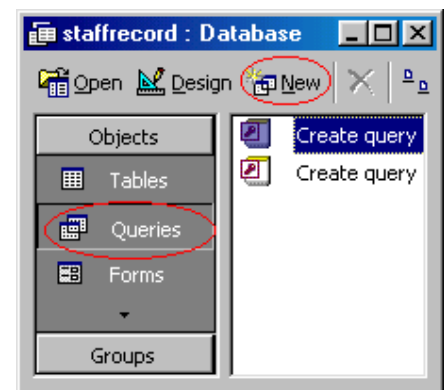 staffrecord : Database
Open Design New
Objects
Create query
Tables
Create query
Queries
Forms
Groups